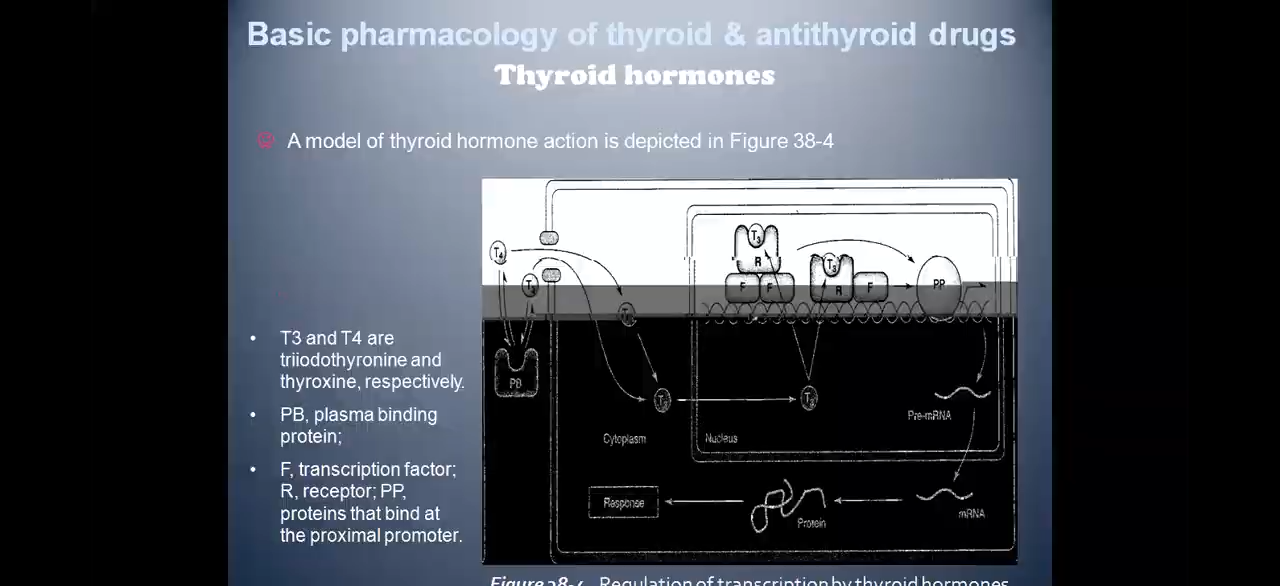 Basic pharmacology of thyroid & antithyroid drugs
Thyroid hormones
A model of thyroid hormone action is depicted in Figure 38-4
T3
T4
R
T3
F
F
R
F
PP
T3
PB
T3
T3
Pre-mRNA
Cytoplasm
Nucleus
Response
Protein
mRNA
• T3 and T4 are
triiodothyronine and
thyroxine, respectively.
• PB, plasma binding
protein;
• F, transcription factor;
R, receptor; PP,
proteins that bind at
the proximal promoter.
Figure 38-4. Regulation of transcription by thyroid hormones